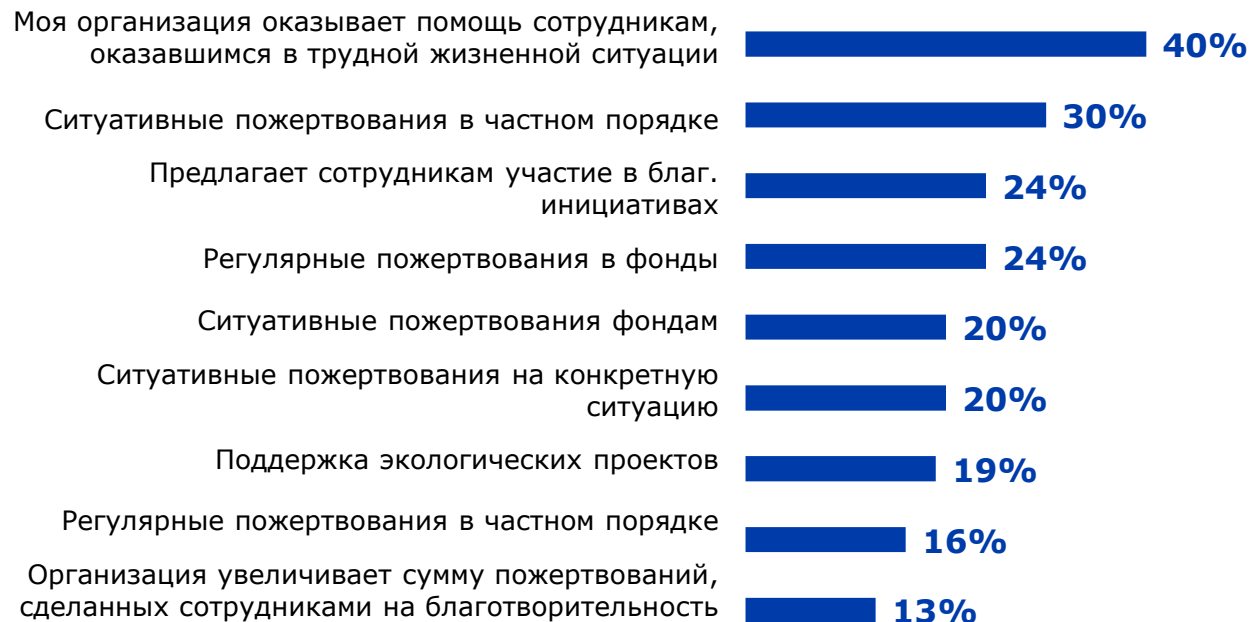 Моя организация оказывает помощь сотрудникам,
оказавшимся в трудной жизненной ситуации
40%
Ситуативные пожертвования в частном порядке
30%
Предлагает сотрудникам участие в благ.
инициативах
24%
Регулярные пожертвования в фонды
24%
Ситуативные пожертвования фондам
20%
Ситуативные пожертвования на конкретную
ситуацию
20%
Поддержка экологических проектов
19%
Регулярные пожертвования в частном порядке
16%
Организация увеличивает сумму пожертвований,
сделанных сотрудниками на благотворительность
13%